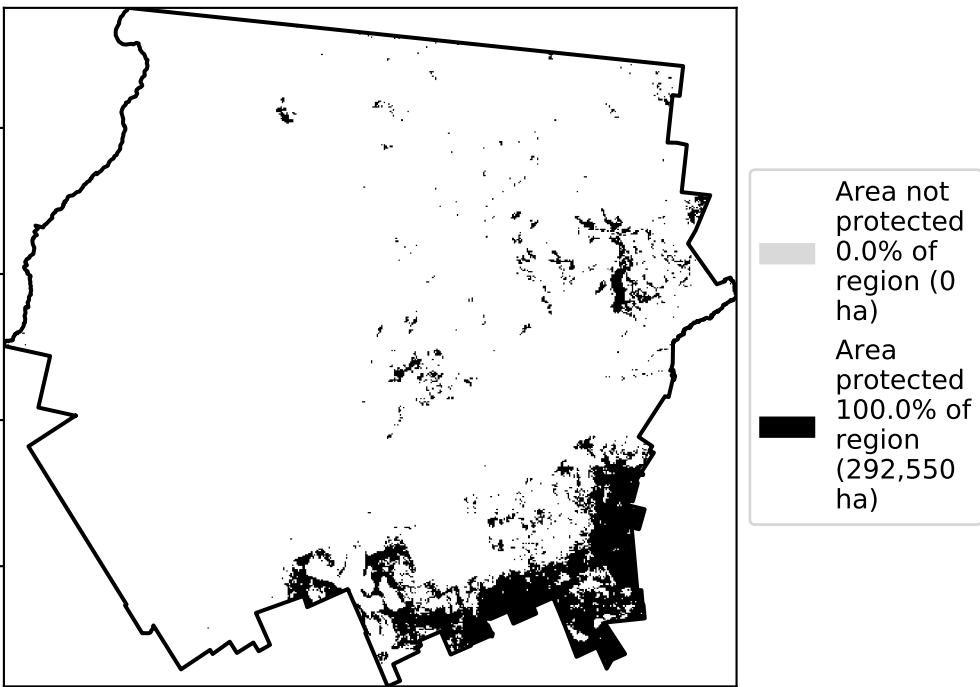 Area not
protected
0.0% of
region (0
ha)
Area
protected
100.0% of
region
(292,550
ha)